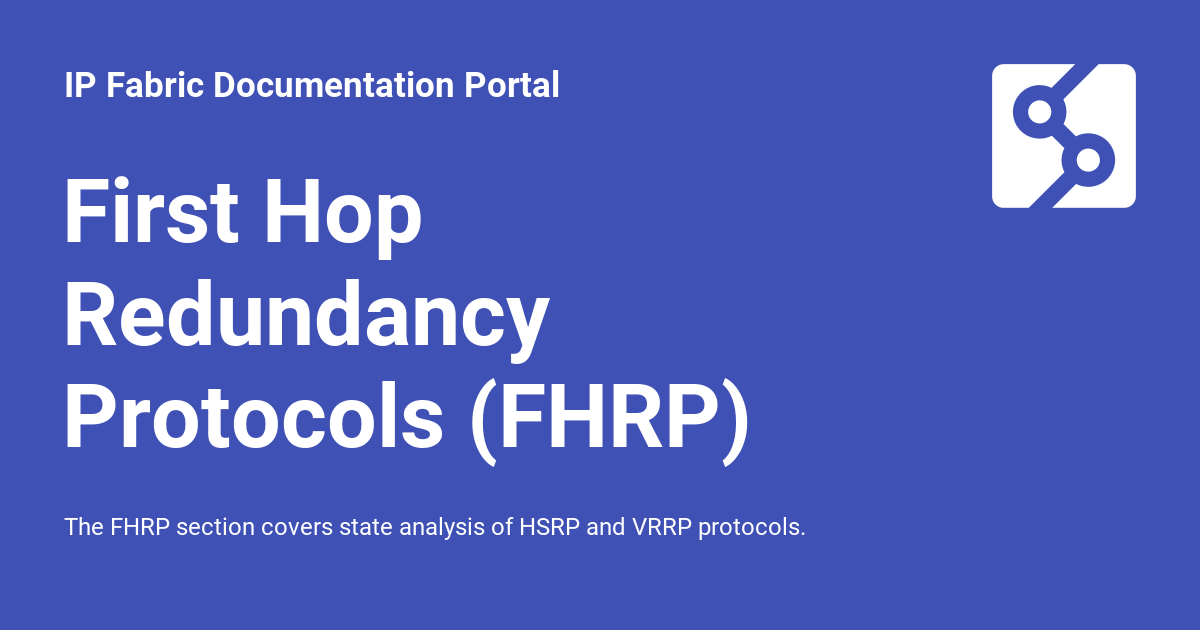 IP Fabric Documentation Portal
First Hop
Redundancy
Protocols (FHRP)
The FHRP section covers state analysis of HSRP and VRRP protocols.